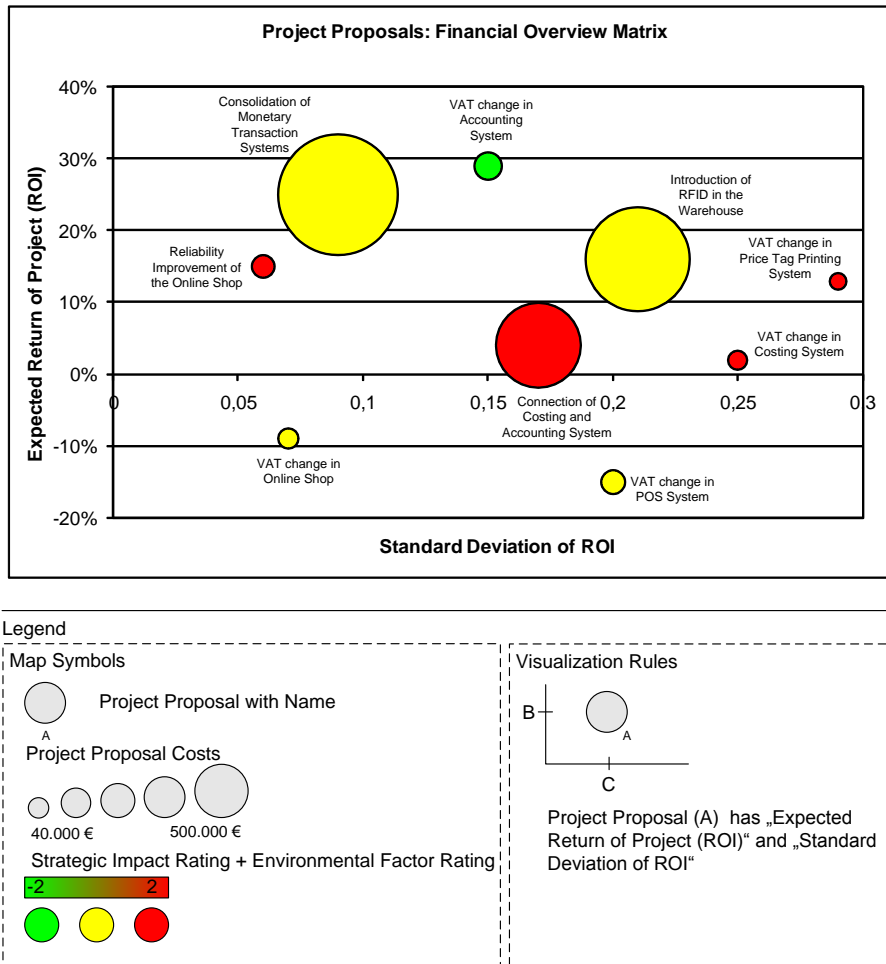 Project Proposals: Financial Overview Matrix
Expected Return of Project (ROI)
40%
30%
20%
10%
0%
-10%
-20%
Consolidation of
Monetary
Transaction
Systems
VAT change in
Accounting
System
Introduction of
RFID in the
Warehouse
Reliability
Improvement of
the Online Shop
VAT change in
Price Tag Printing
System
VAT change in
Costing System
0
0,05
0,1
0,15
0,2
0,25
0,3
Connection of
Costing and
Accounting System
VAT change in
Online Shop
VAT change in
POS System
Standard Deviation of ROI
Legend
Map Symbols
A
Project Proposal with Name
Project Proposal Costs
40.000 €
500.000 €
Strategic Impact Rating + Environmental Factor Rating
-2
2
Visualization Rules
B
A
C
Project Proposal (A) has „Expected
Return of Project (ROI)“ and „Standard
Deviation of ROI“